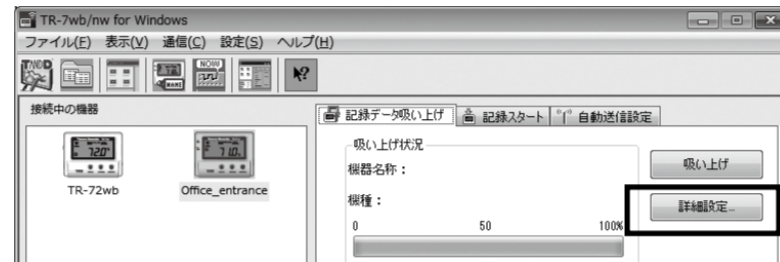 TR-7wb/nw for Windows
ファイル(F) 表示(V) 通信(C) 設定(S) ヘルプ(H)
接続中の機器
TR-72wb
Office_entrance
記録データ吸い上げ 記録スタート 自動送信設定
吸い上げ状況
機器名称：
機種：
0 50 100%
吸い上げ
詳細設定...